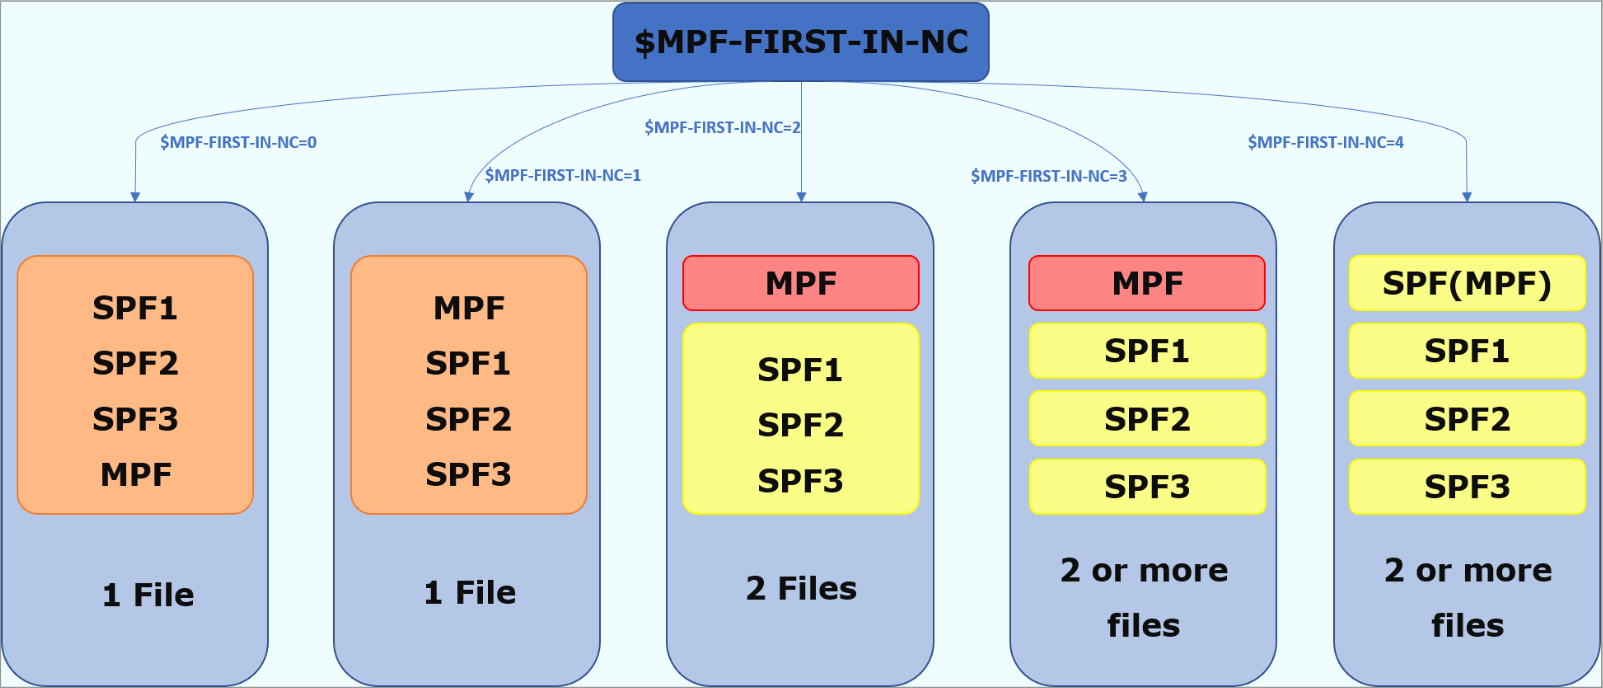 $MPF-FIRST-IN-NC
$MPF-FIRST-IN-NC=0
$MPF-FIRST-IN-NC=1
$MPF-FIRST-IN-NC=2
$MPF-FIRST-IN-NC=3
$MPF-FIRST-IN-NC=4
SPF1
SPF2
SPF3
MPF
1 File
MPF
SPF1
SPF2
SPF3
1 File
MPF
SPF1
SPF2
SPF3
2 Files
MPF
SPF1
SPF2
SPF3
2 or more
files
SPF(MPF)
SPF1
SPF2
SPF3
2 or more
files